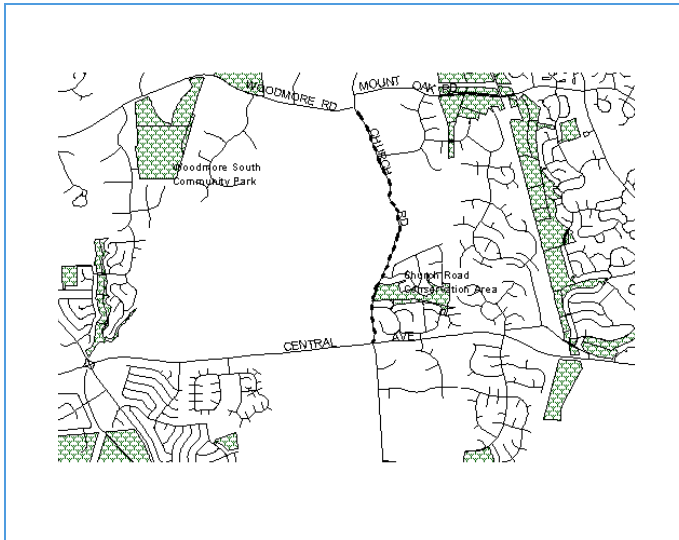 WOODMORE RD
MOUNT OAK RD
CHURCH RD
Woodmore South
Community Park
Church Road
Conservation Area
CENTRAL AVE